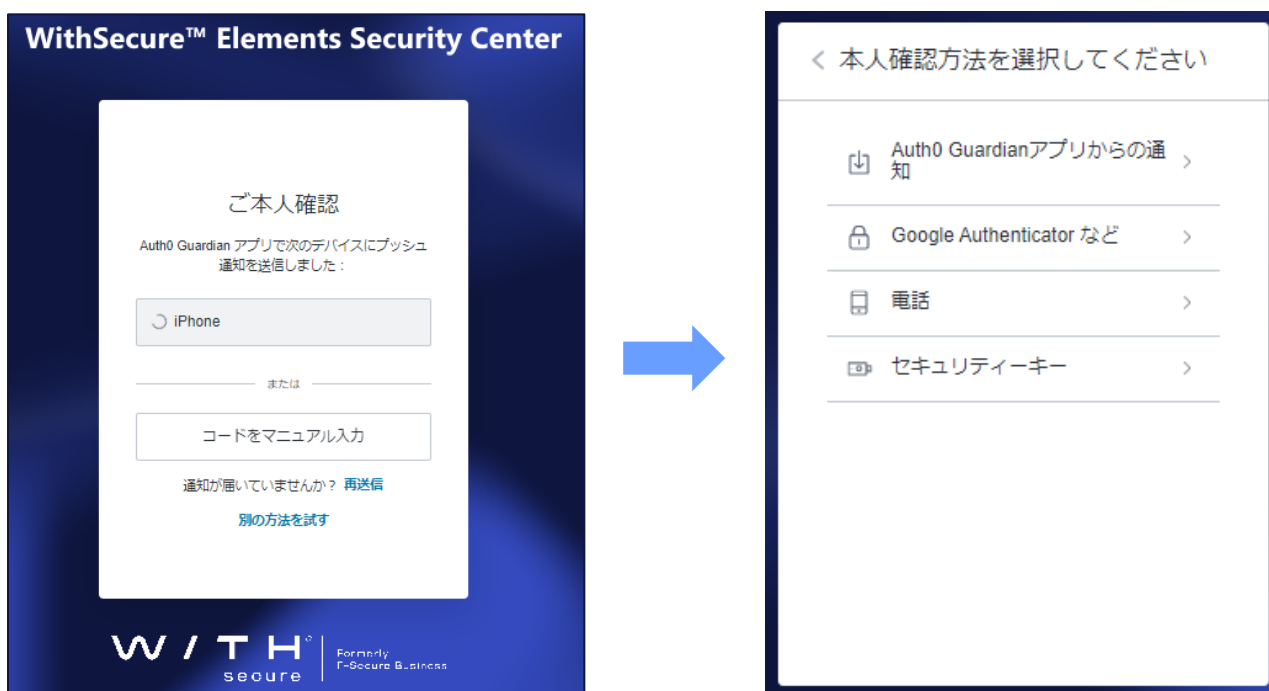 WithSecure™ Elements Security Center
ご本人確認
Auth0 Guardian アプリで次のデバイスにプッシュ
通知を送信しました：
iPhone
または
コードをマニュアル入力
通知が届いていませんか？ 再送信
別の方法を試す
W / T H
secure
Formerly
F-Secure Business
< 本人確認方法を選択してください
Auth0 Guardianアプリからの通
知
Google Authenticator など
電話
セキュリティーキー